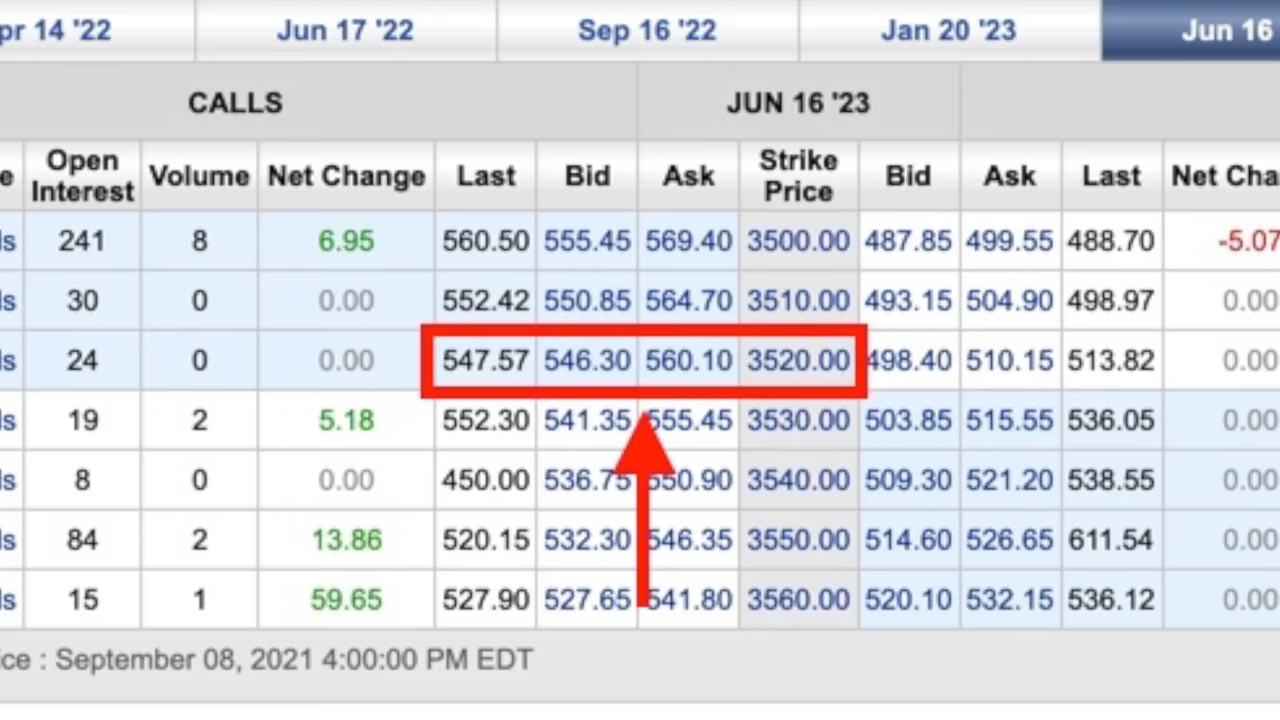 pr 14 '22 Jun 17 '22 Sep 16 '22 Jan 20 '23 Jun 16
CALLS JUN 16 '23
e Open Interest Volume Net Change Last Bid Ask Strike Price Bid Ask Last Net Cha
ls 241 8 6.95 560.50 555.45 569.40 3500.00 487.85 499.55 488.70 -5.07
ls 30 0 0.00 552.42 550.85 564.70 3510.00 493.15 504.90 498.97 0.00
ls 24 0 0.00 547.57 546.30 560.10 3520.00 498.40 510.15 513.82 0.00
ls 19 2 5.18 552.30 541.35 555.45 3530.00 503.85 515.55 536.05 0.00
ls 8 0 0.00 450.00 536.75 550.90 3540.00 509.30 521.20 538.55 0.00
ls 84 2 13.86 520.15 532.30 546.35 3550.00 514.60 526.65 611.54 0.00
ls 15 1 59.65 527.90 527.65 541.80 3560.00 520.10 532.15 536.12 0.00
ice : September 08, 2021 4:00:00 PM EDT